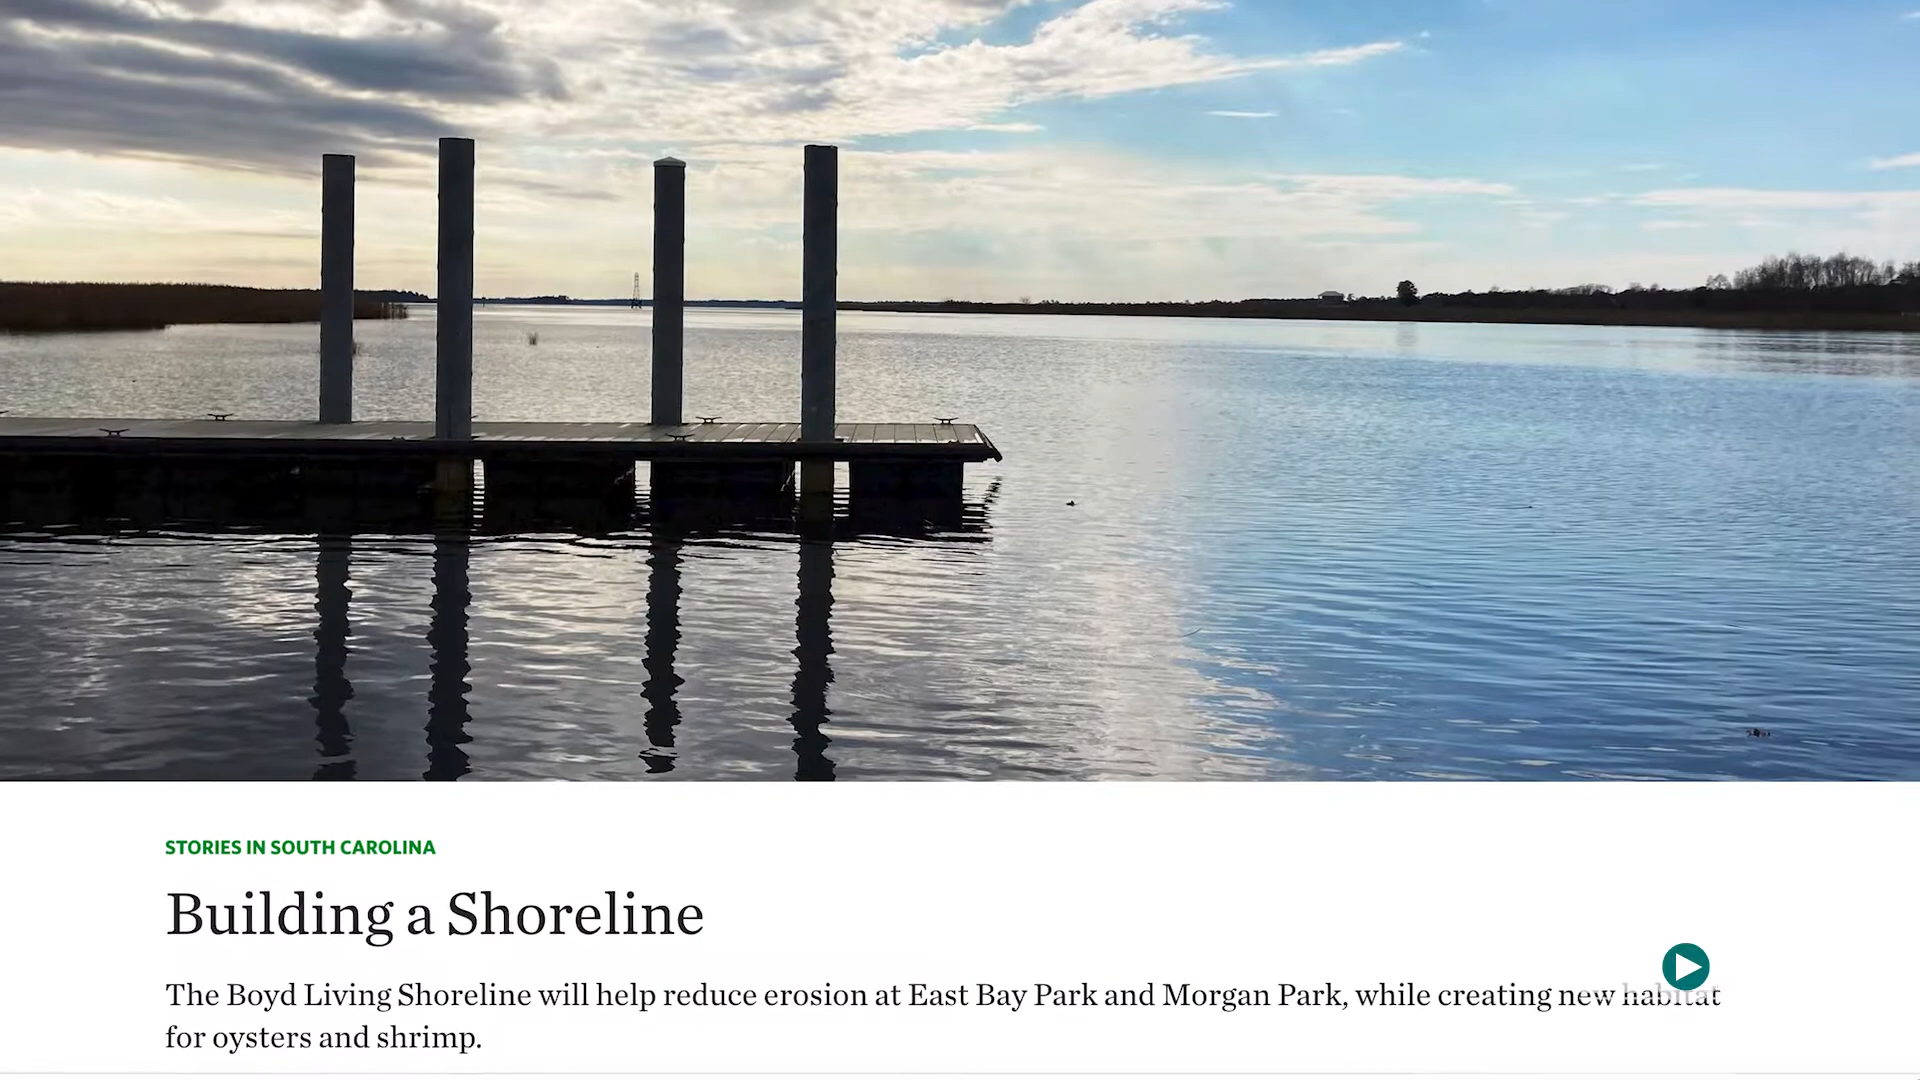 STORIES IN SOUTH CAROLINA
Building a Shoreline
The Boyd Living Shoreline will help reduce erosion at East Bay Park and Morgan Park, while creating new habitat
for oysters and shrimp.